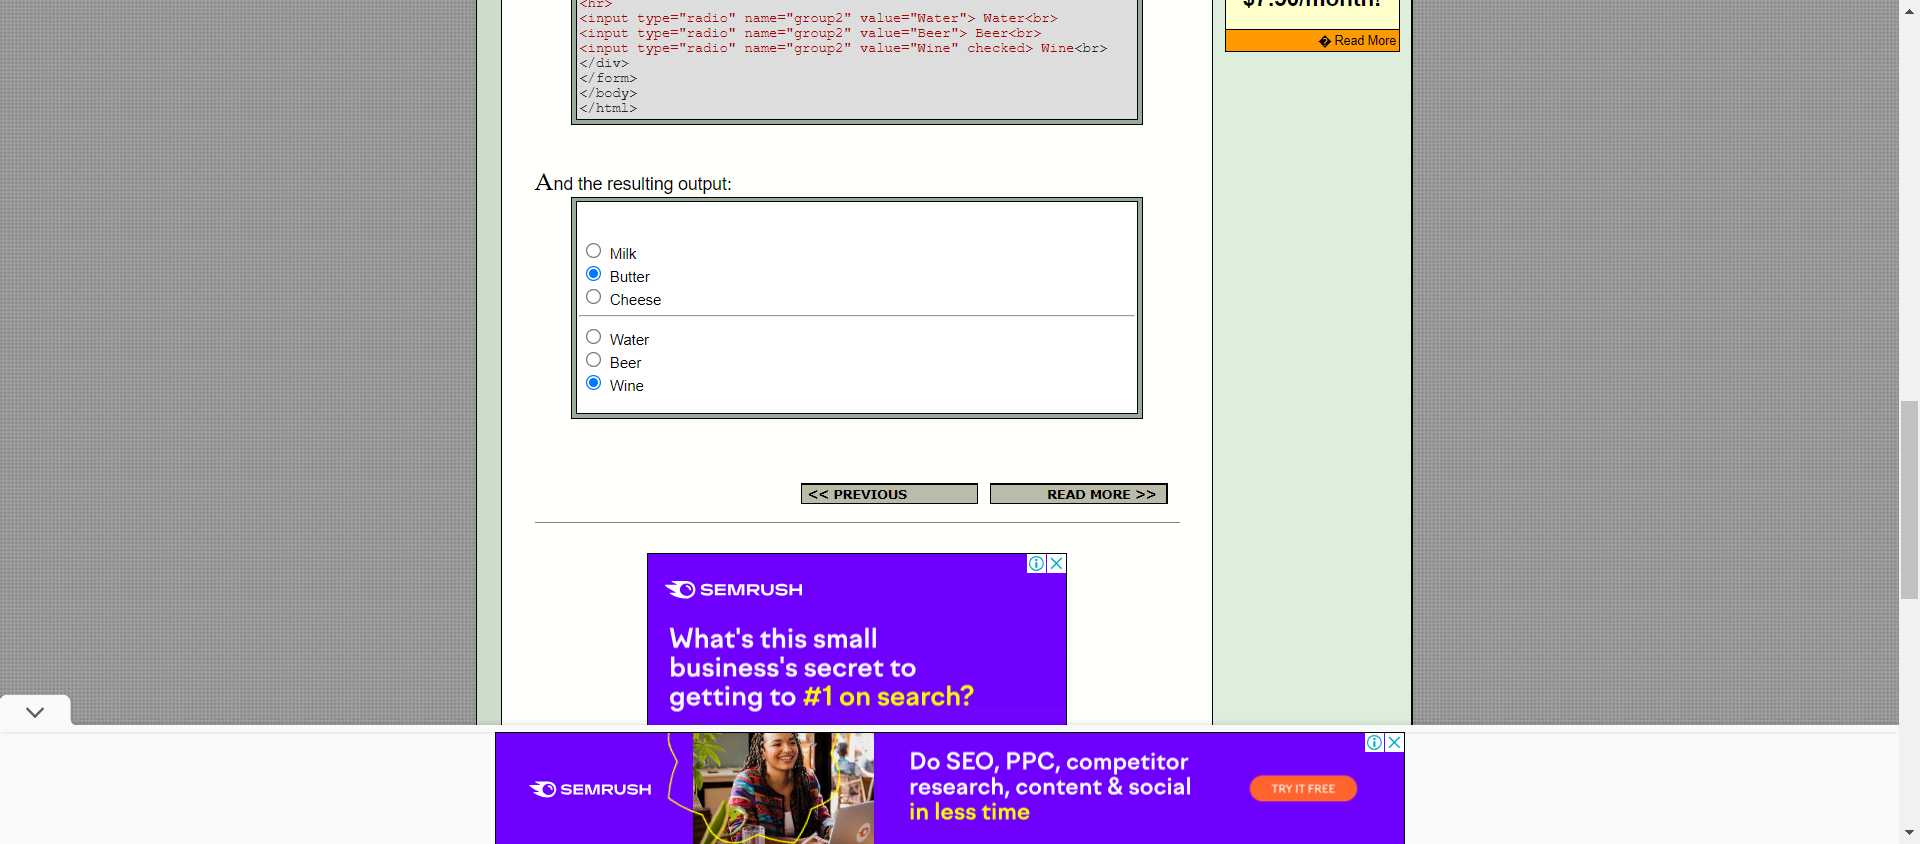 <hr>
<input type="radio" name="group2" value="Water"> Water<br>
<input type="radio" name="group2" value="Beer"> Beer<br>
<input type="radio" name="group2" value="Wine" checked> Wine<br>
</div>
</form>
</body>
</html>
$7.50/month!
� Read More
And the resulting output:
Milk
Butter
Cheese
Water
Beer
Wine
<< PREVIOUS
READ MORE >>
SEMRUSH
What's this small
business's secret to
getting to #1 on search?
SEMRUSH
Do SEO, PPC, competitor
research, content & social
in less time
TRY IT FREE